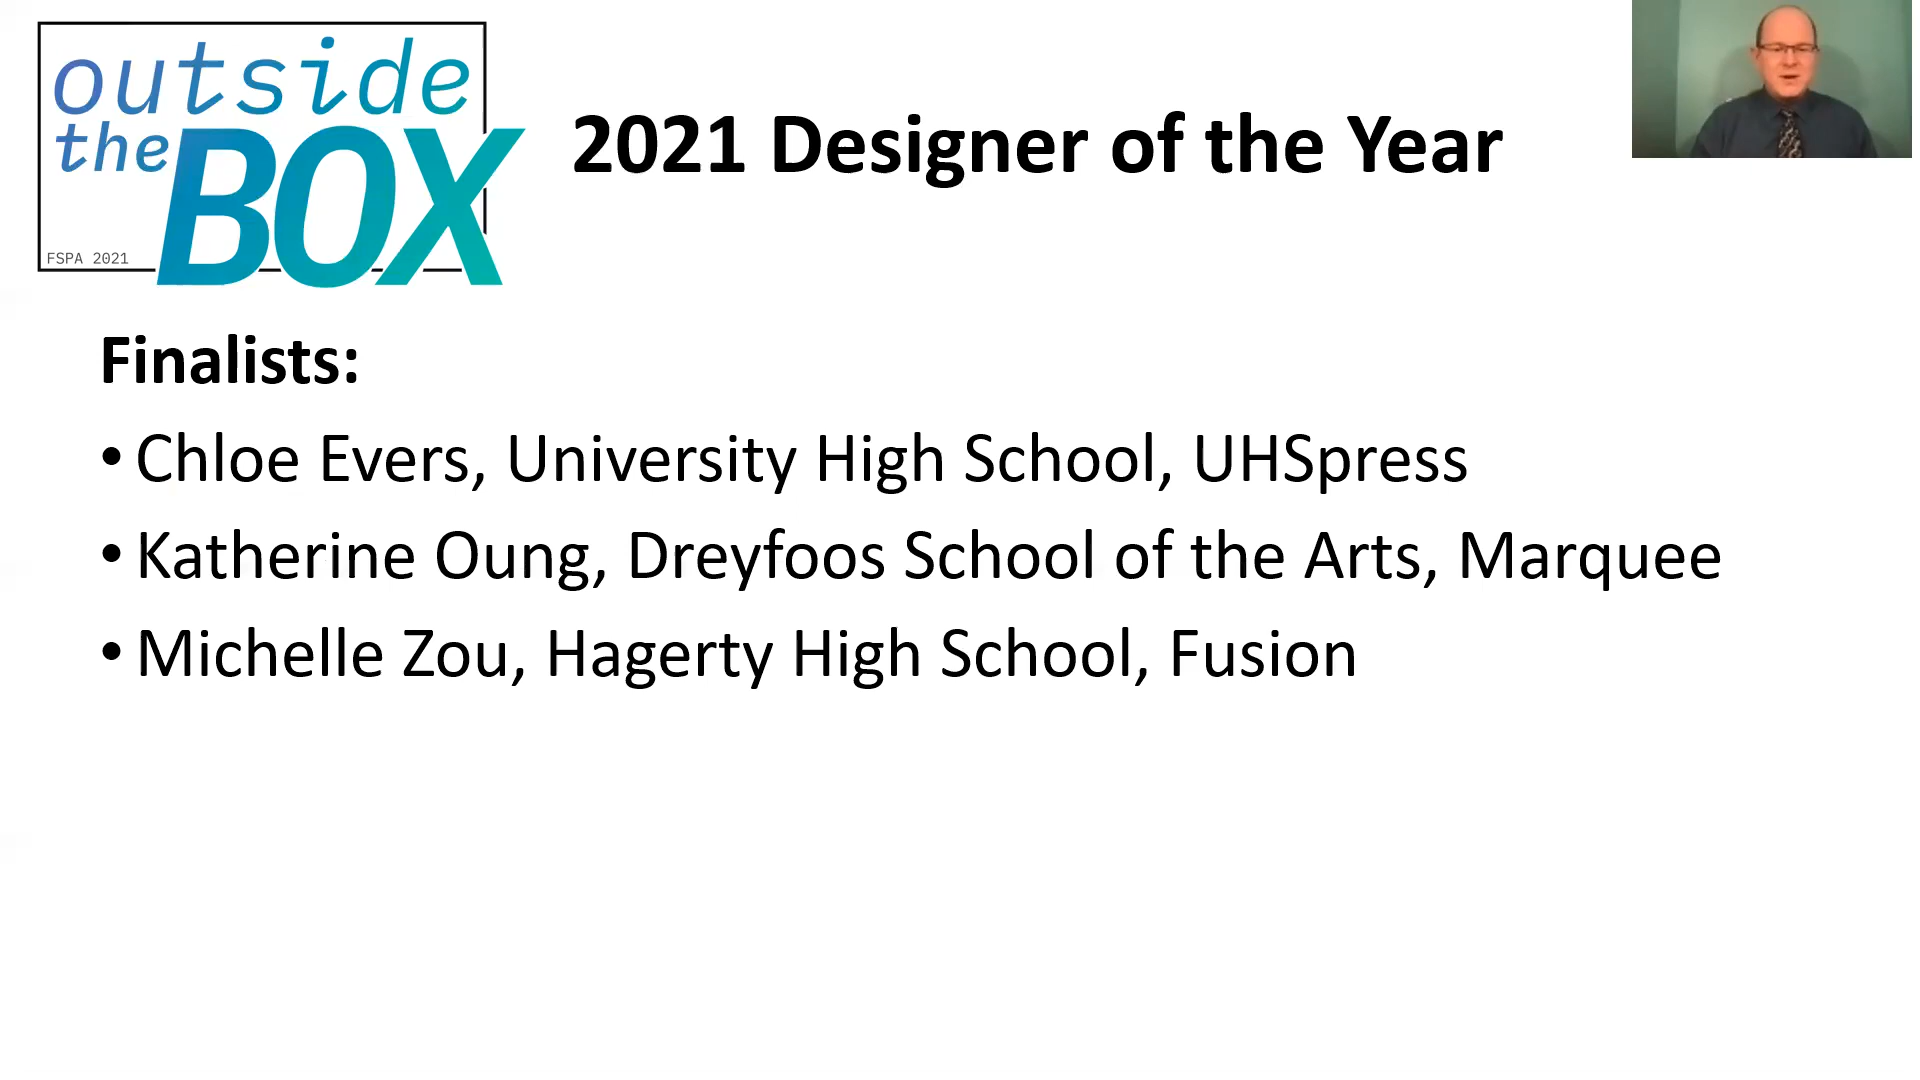 outside
the BOX
FSPA 2021
2021 Designer of the Year
Finalists:
• Chloe Evers, University High School, UHSpress
• Katherine Oung, Dreyfoos School of the Arts, Marquee
• Michelle Zou, Hagerty High School, Fusion